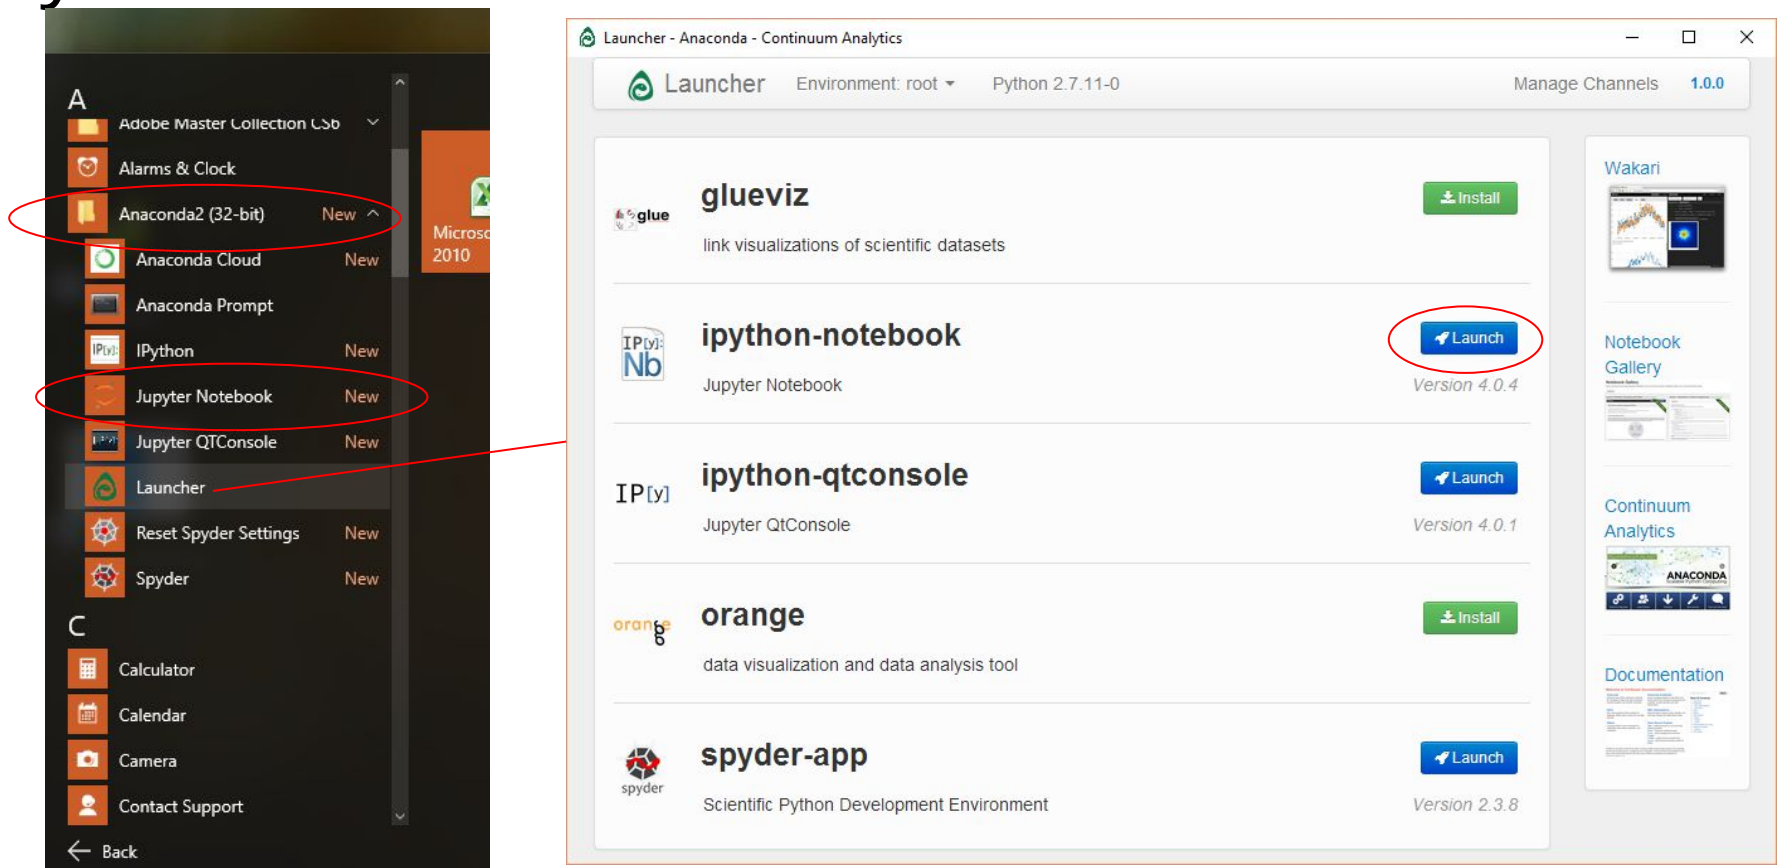 A
Adobe Master Collection CS6
Alarms & Clock
Anaconda2 (32-bit) New
Anaconda Cloud New
Anaconda Prompt
IP[y]: IPython New
Jupyter Notebook New
Jupyter QTConsole New
Launcher
Reset Spyder Settings New
Spyder New
C
Calculator
Calendar
Camera
Contact Support
Back
2010
Launcher - Anaconda - Continuum Analytics
Launcher Environment: root Python 2.7.11-0 Manage Channels 1.0.0
glue
glueviz Install
link visualizations of scientific datasets
IP[y]:
Nb
ipython-notebook Launch
Jupyter Notebook Version 4.0.4
IP[y]
ipython-qtconsole Launch
Jupyter QtConsole Version 4.0.1
orange
orange Install
data visualization and data analysis tool
spyder
spyder-app Launch
Scientific Python Development Environment Version 2.3.8
Wakari
Notebook
Gallery
Continuum
Analytics
ANACONDA
Documentation